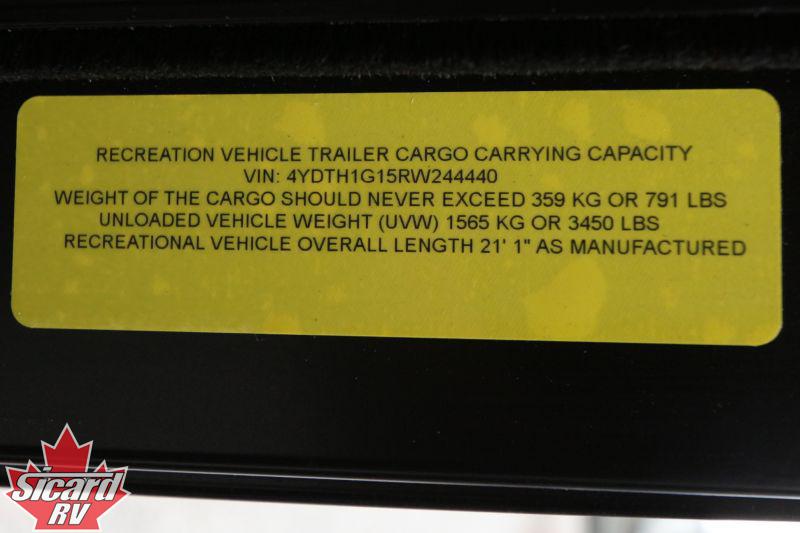 RECREATION VEHICLE TRAILER CARGO CARRYING CAPACITY
VIN: 4YDTH1G15RW244440
WEIGHT OF THE CARGO SHOULD NEVER EXCEED 359 KG OR 791 LBS
UNLOADED VEHICLE WEIGHT (UVW) 1565 KG OR 3450 LBS
RECREATIONAL VEHICLE OVERALL LENGTH 21' 1" AS MANUFACTURED
Sicard
RV